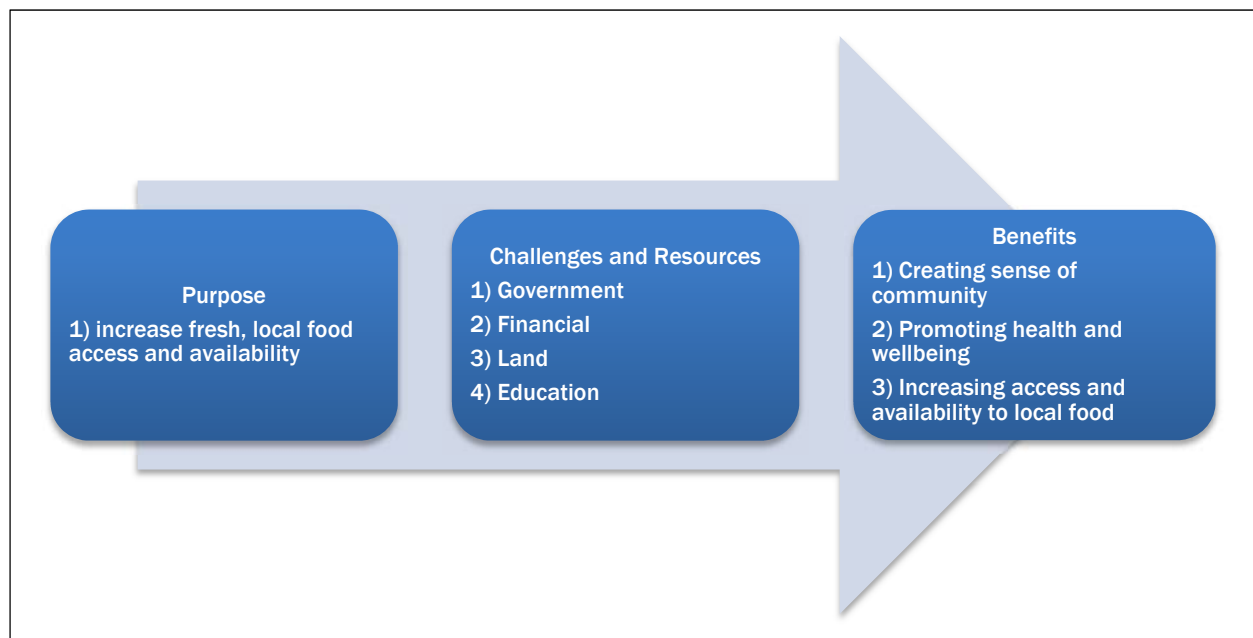 Purpose
1) increase fresh, local food
access and availability
Challenges and Resources
1) Government
2) Financial
3) Land
4) Education
Benefits
1) Creating sense of
community
2) Promoting health and
wellbeing
3) Increasing access and
availability to local food